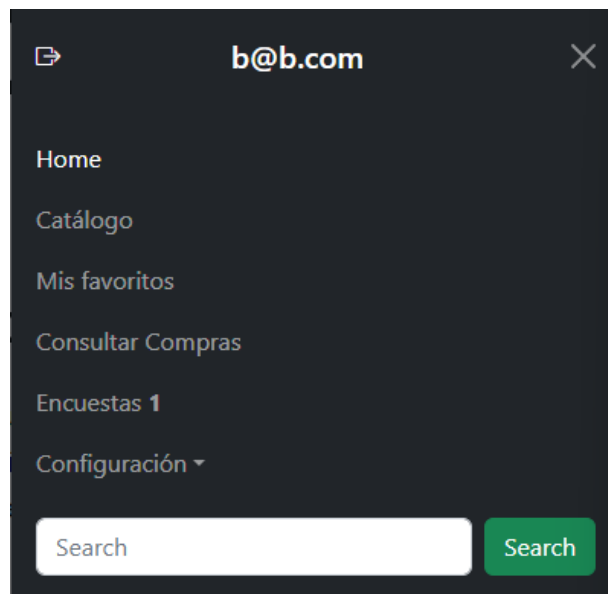 b@b.com
Home
Catálogo
Mis favoritos
Consultar Compras
Encuestas 1
Configuración
Search Search